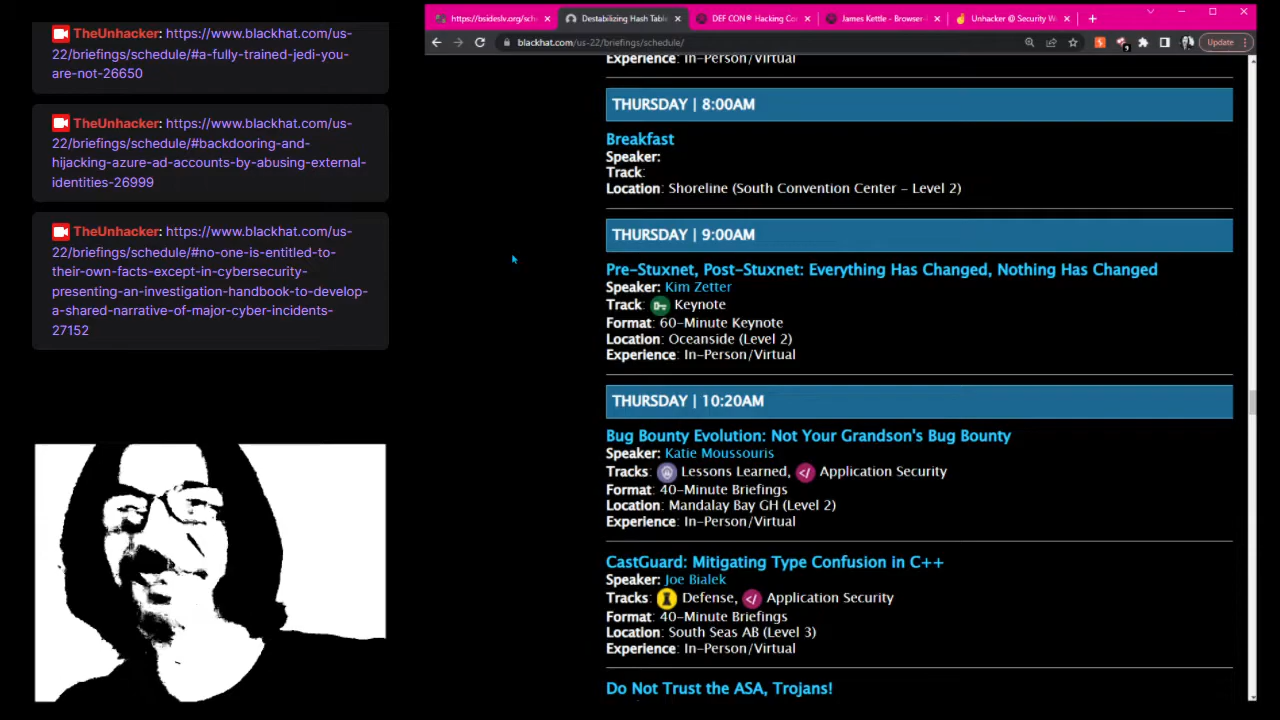 TheUnhacker: https://www.blackhat.com/us-
22/briefings/schedule/#a-fully-trained-jedi-you-
are-not-26650
TheUnhacker: https://www.blackhat.com/us-
22/briefings/schedule/#backdooring-and-
hijacking-azure-ad-accounts-by-abusing-external-
identities-26999
TheUnhacker: https://www.blackhat.com/us-
22/briefings/schedule/#no-one-is-entitled-to-
their-own-facts-except-in-cybersecurity-
presenting-an-investigation-handbook-to-develop-
a-shared-narrative-of-major-cyber-incidents-
27152
https://bsideslv.org/sch
Destabilizing Hash Table
DEF CON® Hacking Co
James Kettle - Browser-
Unhacker @ Security W
blackhat.com/us-22/briefings/schedule/
Update
Experience: In-Person/Virtual
THURSDAY | 8:00AM
Breakfast
Speaker:
Track:
Location: Shoreline (South Convention Center – Level 2)
THURSDAY | 9:00AM
Pre-Stuxnet, Post-Stuxnet: Everything Has Changed, Nothing Has Changed
Speaker: Kim Zetter
Track: Keynote
Format: 60-Minute Keynote
Location: Oceanside (Level 2)
Experience: In-Person/Virtual
THURSDAY | 10:20AM
Bug Bounty Evolution: Not Your Grandson's Bug Bounty
Speaker: Katie Moussouris
Tracks: Lessons Learned, Application Security
Format: 40-Minute Briefings
Location: Mandalay Bay GH (Level 2)
Experience: In-Person/Virtual
CastGuard: Mitigating Type Confusion in C++
Speaker: Joe Bialek
Tracks: Defense, Application Security
Format: 40-Minute Briefings
Location: South Seas AB (Level 3)
Experience: In-Person/Virtual
Do Not Trust the ASA, Trojans!